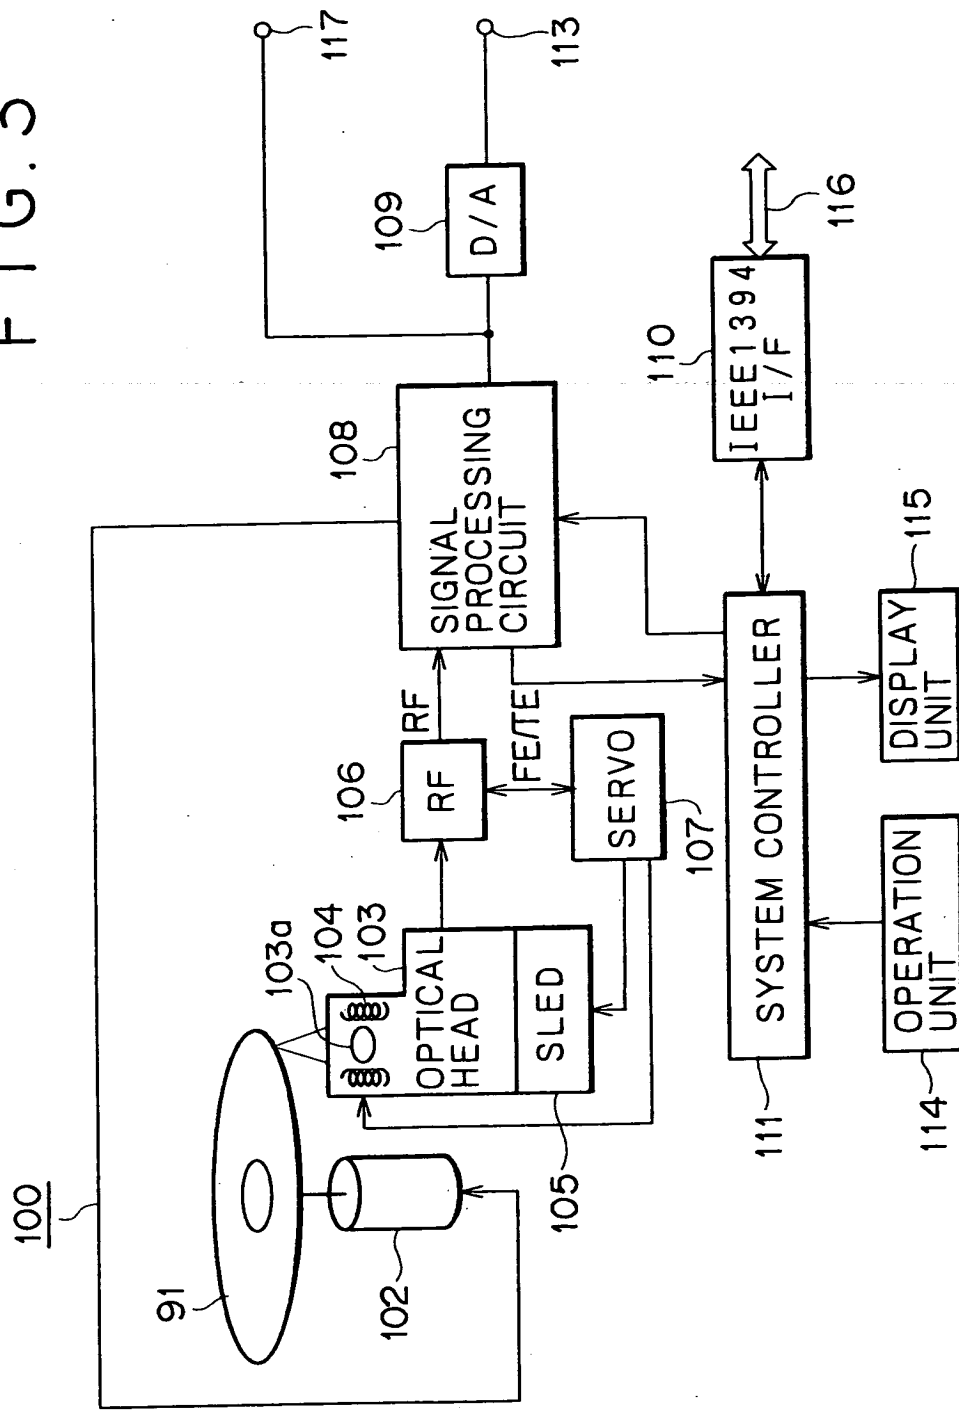 FIG.
100
91
102
103a
104
103
OPTICAL
HEAD
SLED
105
106
RF
RF
FE/TE
SERVO
107
108
SIGNAL
PROCESSING
CIRCUIT
109
D/A
117
113
110
IEEE1394
I/F
116
111
SYSTEM CONTROLLER
114
OPERATION
UNIT
115
DISPLAY
UNIT